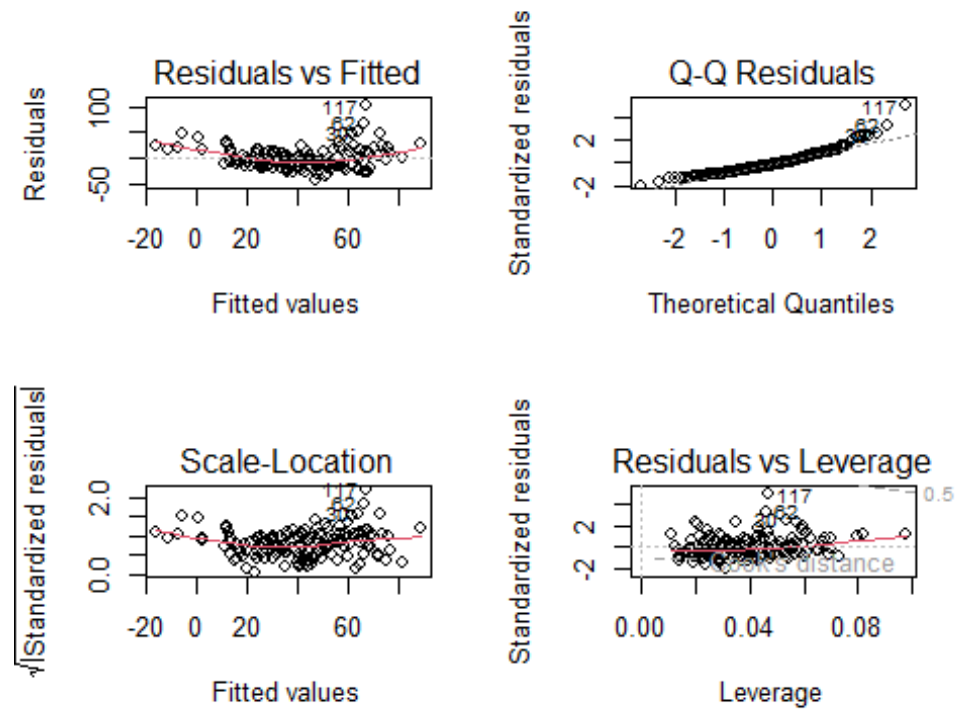 Residuals vs Fitted
Residuals
100
-50
117
62
30
-20 0 20 60
Fitted values
Q-Q Residuals
Standardized residuals
2
-2
117
62
30
-2 -1 0 1 2
Theoretical Quantiles
Scale-Location
√|Standardized residuals|
2.0
0.0
117
62
30
-20 0 20 60
Fitted values
Residuals vs Leverage
Standardized residuals
2
-2
117
62
30
0.5
Cook's distance
0.00 0.04 0.08
Leverage